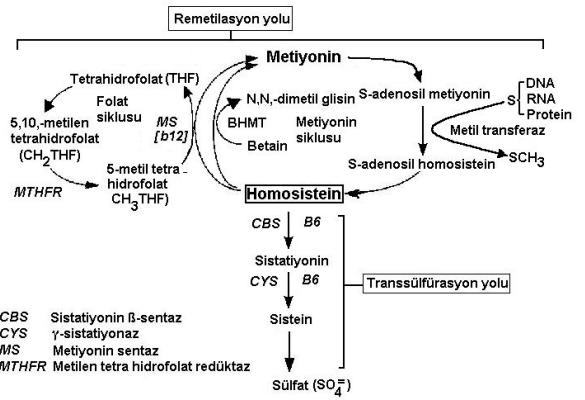 Remetilasyon yolu
Metiyonin
Tetrahidrofolat (THF)
Folat
siklusu
5,10,-metilen
tetrahidrofolat
(CH2THF)
MTHFR
5-metil tetra
hidrofolat
CH3THF)
MS
[b12]
N,N,-dimetil glisin
BHMT
Metiyonin
siklusu
Betain
S-adenosil metiyonin
S
DNA
RNA
Protein
Metil transferaz
SCH3
S-adenosil homosistein
Homosistein
CBS B6
Sistatiyonin
CYS B6
Sistein
Sülfat (SO4=)
Transsülfürasyon yolu
CBS Sistatiyonin ß-sentaz
CYS γ-sistatiyonaz
MS Metiyonin sentaz
MTHFR Metilen tetra hidrofolat redüktaz